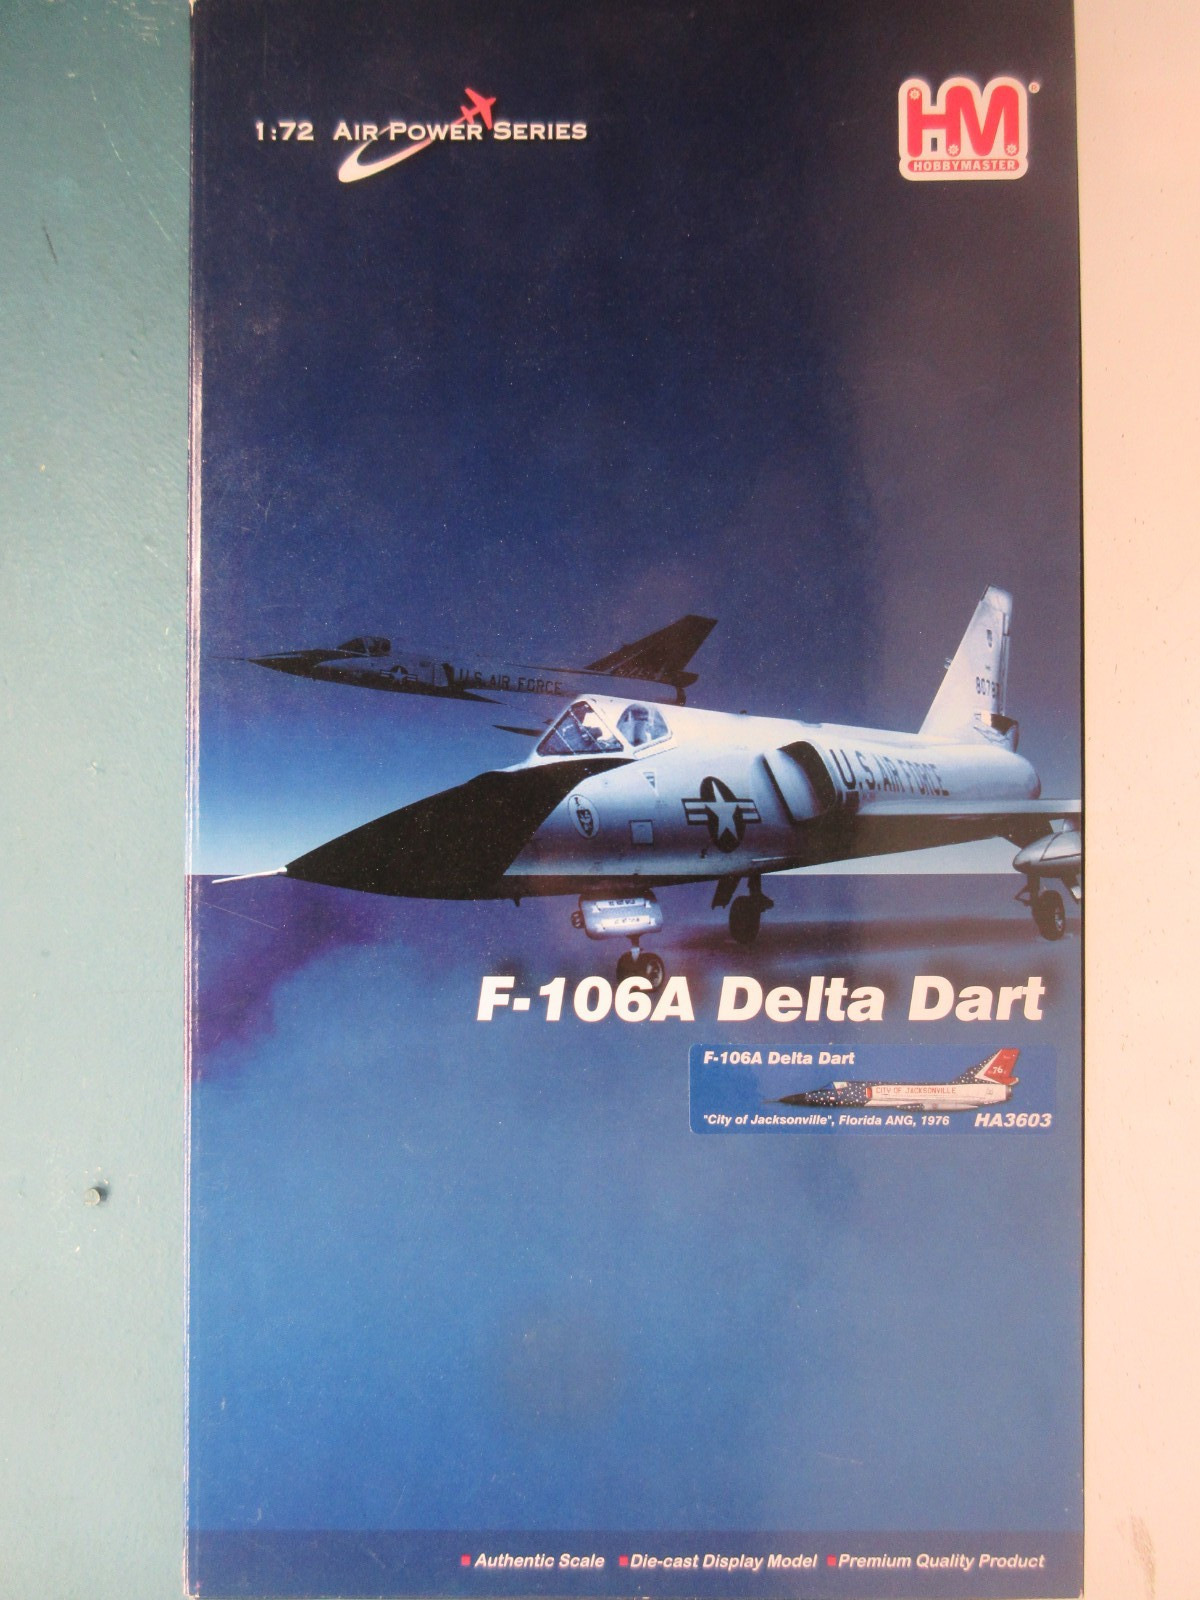 1:72 AIR POWER SERIES
HM
®
HOBBYMASTER
U.S. AIR FORCE
U.S. AIR FORCE
F-106A Delta Dart
F-106A Delta Dart
76
CITY OF JACKSONVILLE
"City of Jacksonville", Florida ANG, 1976 HA3603
Authentic Scale Die-cast Display Model Premium Quality Product